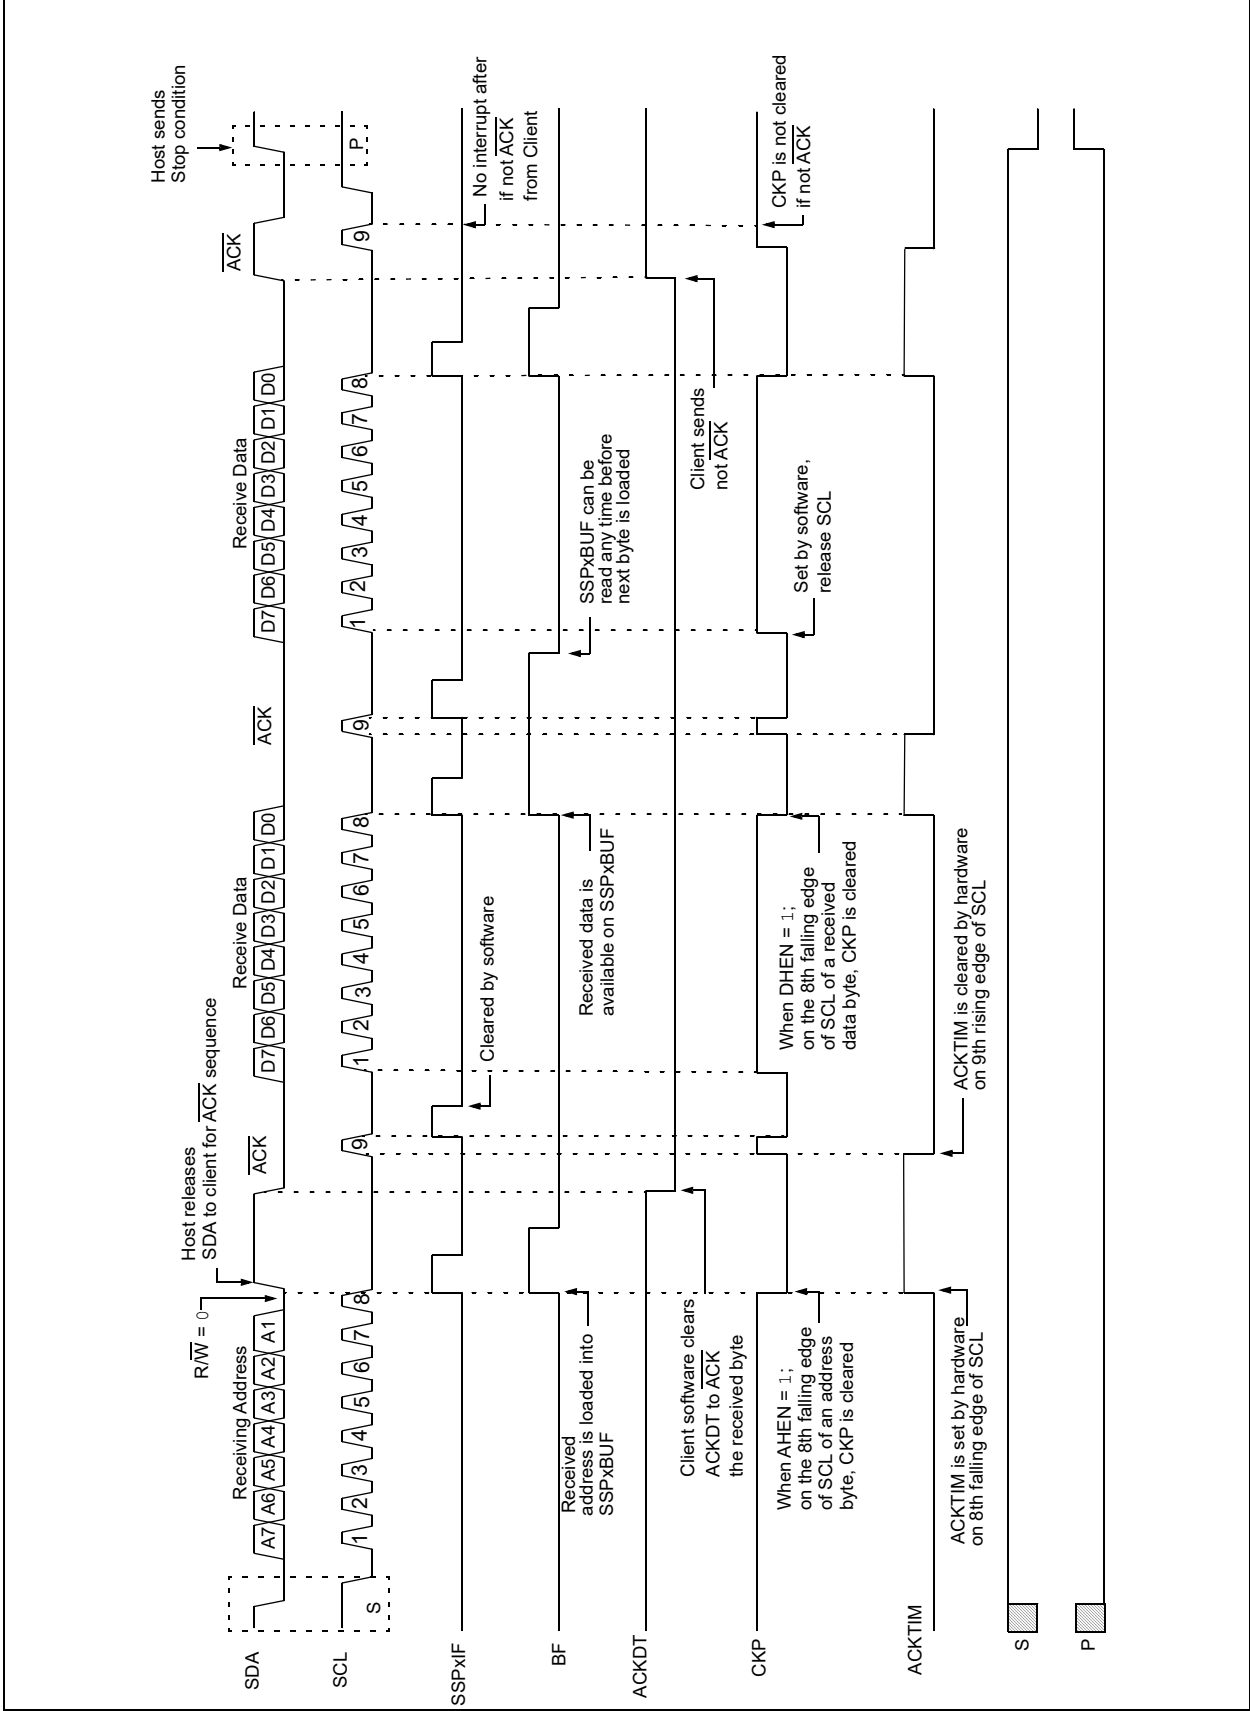 Host sends
Stop condition
Host releases
SDA to client for ACK sequence
R/W = 0
Receiving Address
ACK
Receive Data
ACK
Receive Data
ACK
SDA
A7 A6 A5 A4 A3 A2 A1
D7 D6 D5 D4 D3 D2 D1 D0
D7 D6 D5 D4 D3 D2 D1 D0
SCL
S
1 2 3 4 5 6 7 8 9
1 2 3 4 5 6 7 8 9
1 2 3 4 5 6 7 8 9
P
SSPxIF
Cleared by software
No interrupt after
if not ACK
from Client
BF
Received
address is loaded into
SSPxBUF
Received data is
available on SSPxBUF
SSPxBUF can be
read any time before
next byte is loaded
ACKDT
Client software clears
ACKDT to ACK
the received byte
Client sends
not ACK
CKP
When AHEN = 1;
on the 8th falling edge
of SCL of an address
byte, CKP is cleared
When DHEN = 1;
on the 8th falling edge
of SCL of a received
data byte, CKP is cleared
Set by software,
release SCL
CKP is not cleared
if not ACK
ACKTIM
ACKTIM is set by hardware
on 8th falling edge of SCL
ACKTIM is cleared by hardware
on 9th rising edge of SCL
S
P